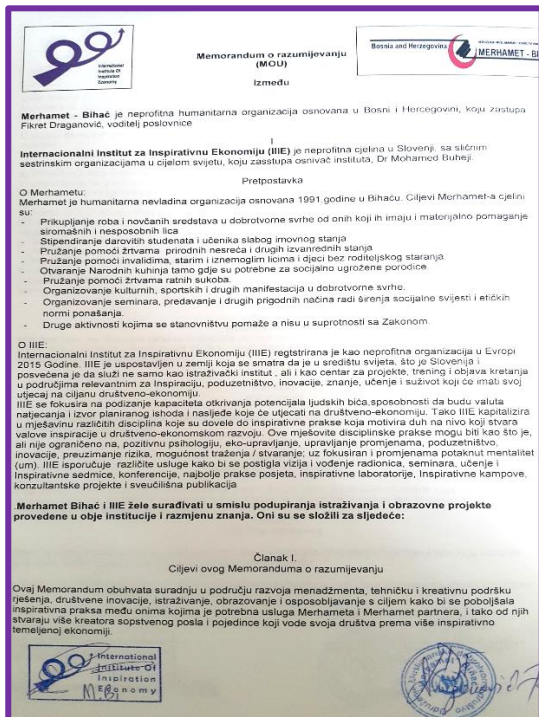 International
Institute Of
Inspiration
Economy
Memorandum o razumijevanju
(MOU)
Između
Bosnia and Herzegovina
MERHAMET - BI
Merhamet - Bihać je neprofitna humanitarna organizacija osnovana u Bosni i Hercegovini, koju zastupa
Fikret Draganović, voditelj poslovnice
I
Internacionalni Institut za Inspirativnu Ekonomiju (IIIE) je neprofitna cjelina u Slovenji, sa sličnim
sestrinskim organizacijama u cijelom svijetu, koju zasstupa osnivač instituta, Dr Mohamed Buheji.
Pretpostavka
O Merhametu:
Merhamet je humanitarna nevladina organizacija osnovana 1991.godine u Bihaću. Ciljevi Merhamet-a cjelini
su:
- Prikupljanje roba i novčanih sredstava u dobrotvorne svrhe od onih koji ih imaju i materijalno pomaganje
siromašnih i nesposobnih lica
- Stipendiranje darovitih studenata i učenika slabog imovnog stanja
- Pružanje pomoći žrtvama prirodnih nesreća i drugih izvanrednih stanja
- Pružanje pomoći invalidima, starim i iznemoglim licima i djeci bez roditeljskog staranja
- Otvaranje Narodnih kuhinja tamo gdje su potrebne za socijalno ugrožene porodice
- Pružanje pomoći žrtvama ratnih sukoba.
- Organizovanje kulturnih, sportskih i drugih manifestacija u dobrotvorne svrhe.
- Organizovanje seminara, predavanje i drugih prigodnih načina radi širenja socijalne svijesti i etičkih
normi ponašanja.
- Druge aktivnosti kojima se stanovništvu pomaže a nisu u suprotnosti sa Zakonom.
O IIIE:
Internacionalni Institut za Inspirativnu Ekonomiju (IIIE) regtstrirana je kao neprofitna organizacija u Evropi
2015 Godine. IIIE je uspostavljen u zemlji koja se smatra da je u središtu svijeta, što je Slovenija i
posvećena je da služi ne samo kao istraživački institut , ali i kao centar za projekte, trening i objava kretanja
u područjima relevantnim za Inspiraciju, poduzetništvo, inovacije, znanje, učenje i suživot koji će imati svoj
utjecaj na ciljanu društveno-ekonomiju.
IIIE se fokusira na podizanje kapaciteta otkrivanja potencijala ljudskih bića,sposobnosti da budu valuta
natjecanja i izvor planiranog ishoda i nasljeđe koje će utjecati na društveno-ekonomiju. Tako IIIE kapitalizira
u mješavinu različitih disciplina koje su dovele do inspirativne prakse koja motivira duh na nivo koji stvara
valove inspiracije u društveno-ekonomskom razvoju. Ove mješovite disciplinske prakse mogu biti kao što je,
ali nije ograničeno na, pozitivnu psihologiju, eko-upravljanje, upravljanje promjenama, poduzetništvo,
inovacije, preuzimanje rizika, mogućnost traženja / stvaranje; uz fokusiran i promjenama potaknut mentalitet
(um). IIIE isporučuje različite usluge kako bi se postigla vizija i vođenje radionica, seminara, učenje i
Inspirativne sedmice, konferencije, najbolje prakse posjeta, inspirativne laboratorije, Inspirativne kampove,
konzultantske projekte i sveučilišna publikacija
.Merhamet Bihać i IIIE žele surađivati u smislu podupiranja istraživanja i obrazovne projekte
provedene u obje institucije i razmjenu znanja. Oni su se složili za sljedeće:
Članak I.
Ciljevi ovog Memoranduma o razumijevanju
Ovaj Memorandum obuhvata suradnju u području razvoja menadžmenta, tehničku i kreativnu podršku
rješenja, društvene inovacije, istraživanje, obrazovanje i osposobljavanje s ciljem kako bi se poboljšala
inspirativna praksa među onima kojima je potrebna usluga Merhameta i Merhamet partnera, i tako od njih
stvaraju više kreatora sopstvenog posla i pojedince koji vode svoja društva prema više inspirativno
temeljenoj ekonomiji.
International
Institute Of
Inspiration
Economy